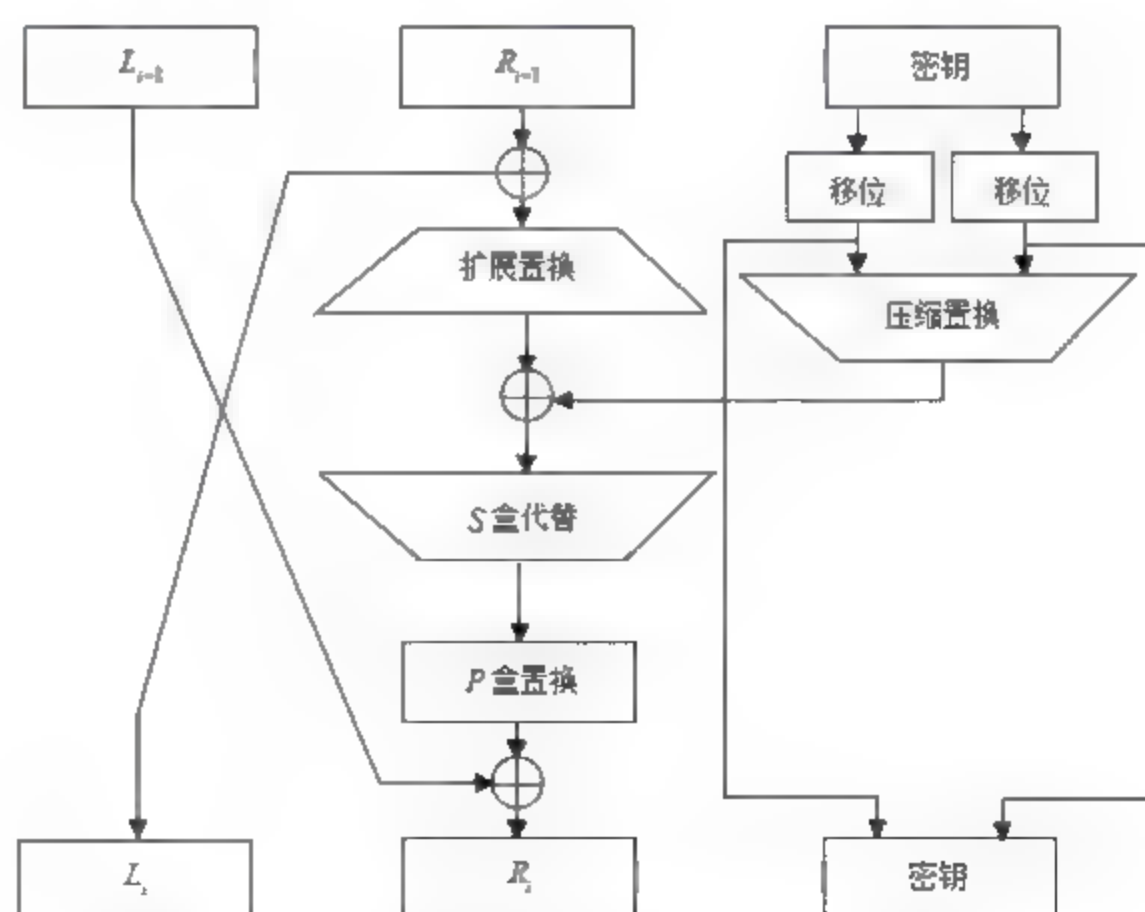 L_{i-1}
R_{i-1}
密钥
移位
移位
扩展置换
压缩置换
S盒代替
P盒置换
L_i
R_i
密钥